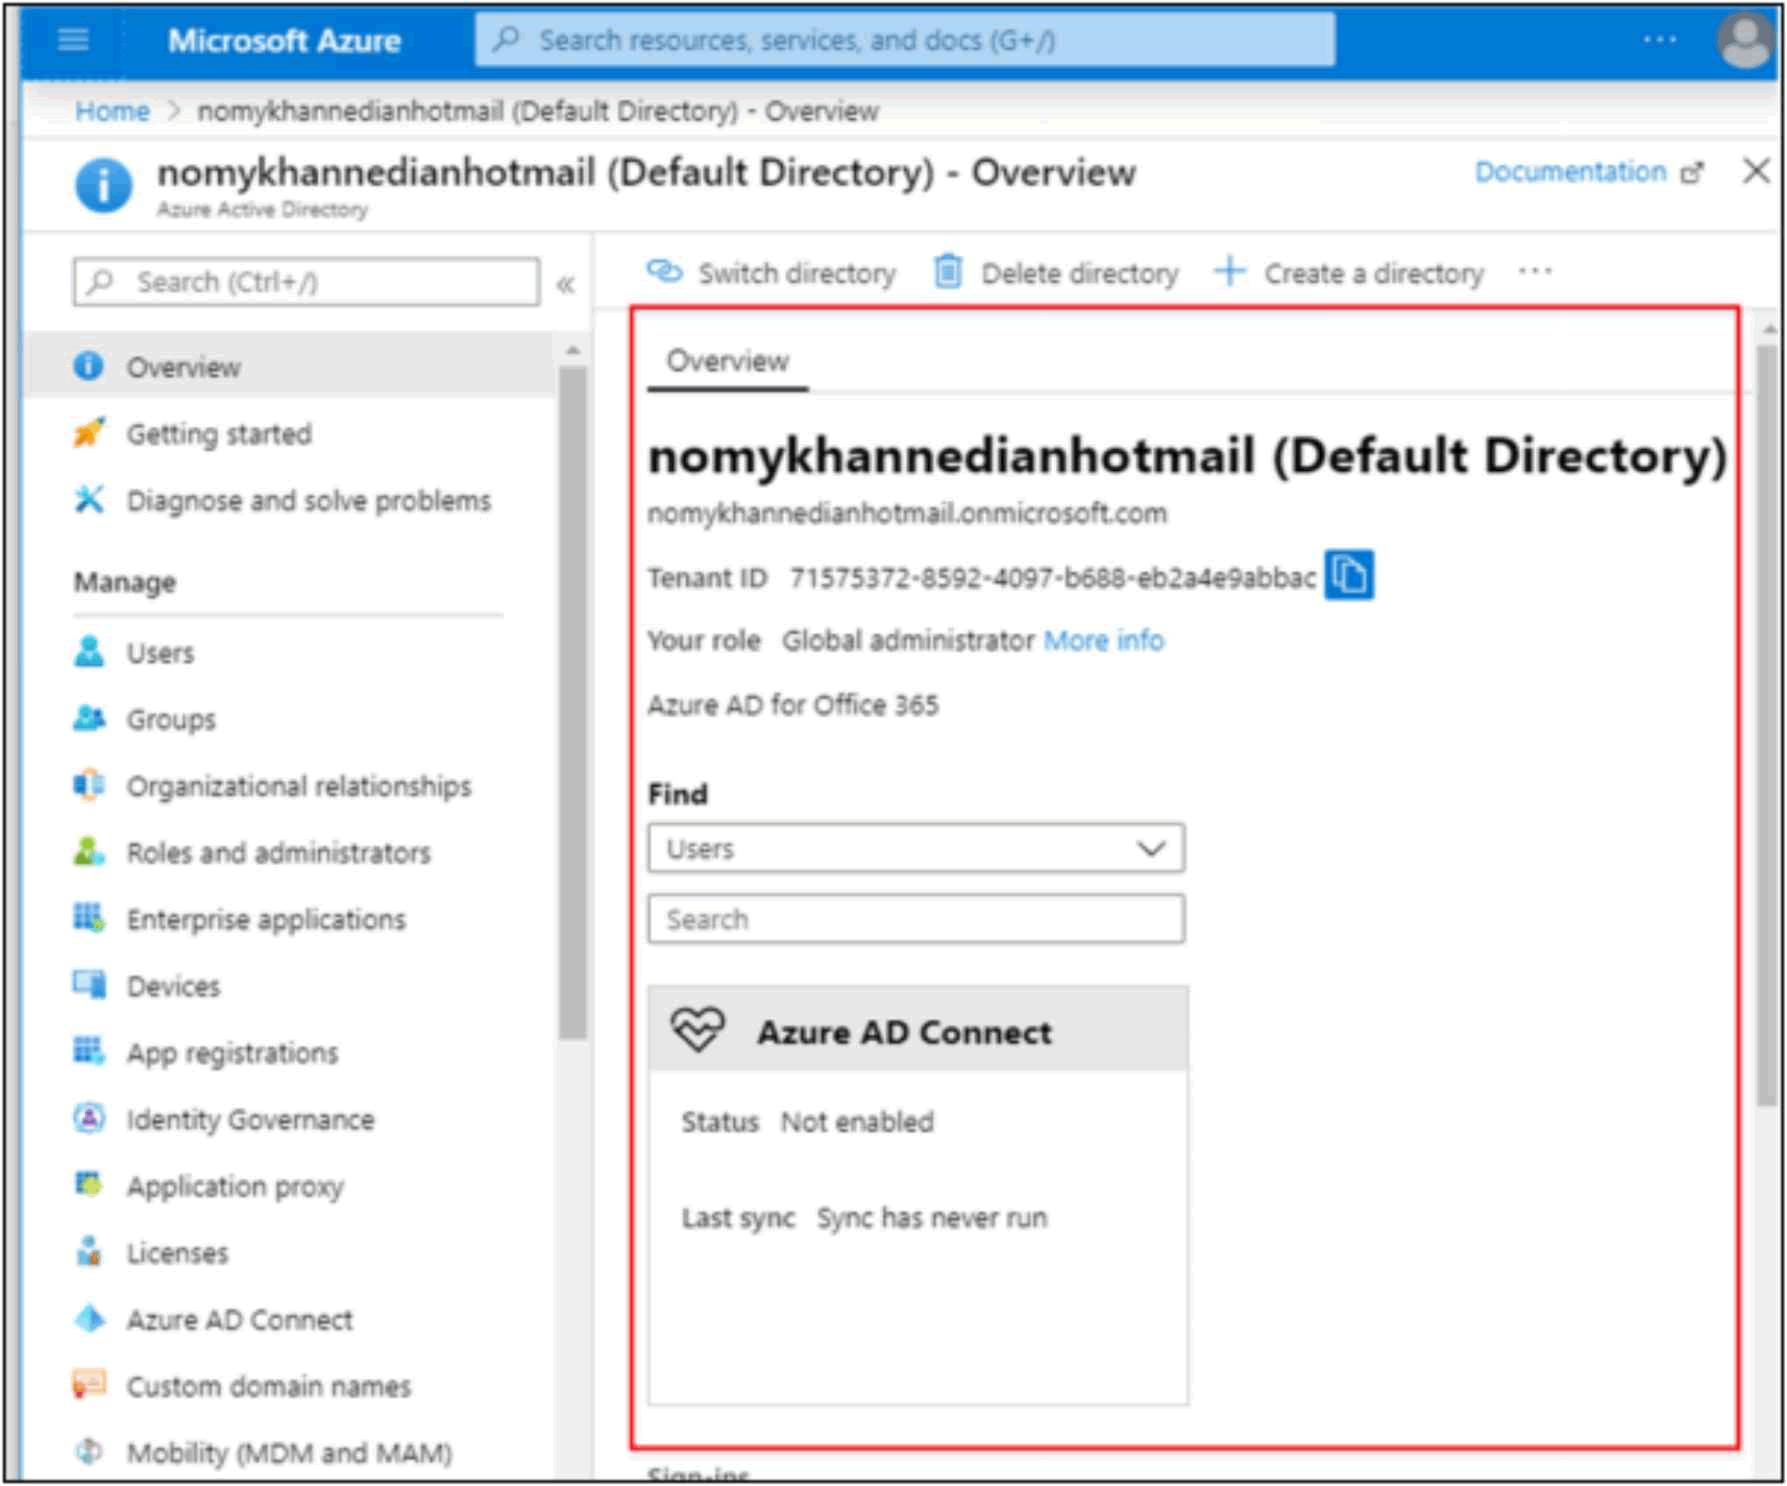 Microsoft Azure
Search resources, services, and docs (G+/)
...
Home > nomykhannedianhotmail (Default Directory) - Overview
nomykhannedianhotmail (Default Directory) - Overview
Azure Active Directory
Documentation
Search (Ctrl+/)
«
Overview
Getting started
Diagnose and solve problems
Manage
Users
Groups
Organizational relationships
Roles and administrators
Enterprise applications
Devices
App registrations
Identity Governance
Application proxy
Licenses
Azure AD Connect
Custom domain names
Mobility (MDM and MAM)
Switch directory
Delete directory
Create a directory
...
Overview
nomykhannedianhotmail (Default Directory)
nomykhannedianhotmail.onmicrosoft.com
Tenant ID 71575372-8592-4097-b688-eb2a4e9abbac
Your role Global administrator More info
Azure AD for Office 365
Find
Users
Search
Azure AD Connect
Status Not enabled
Last sync Sync has never run
Sign-ins